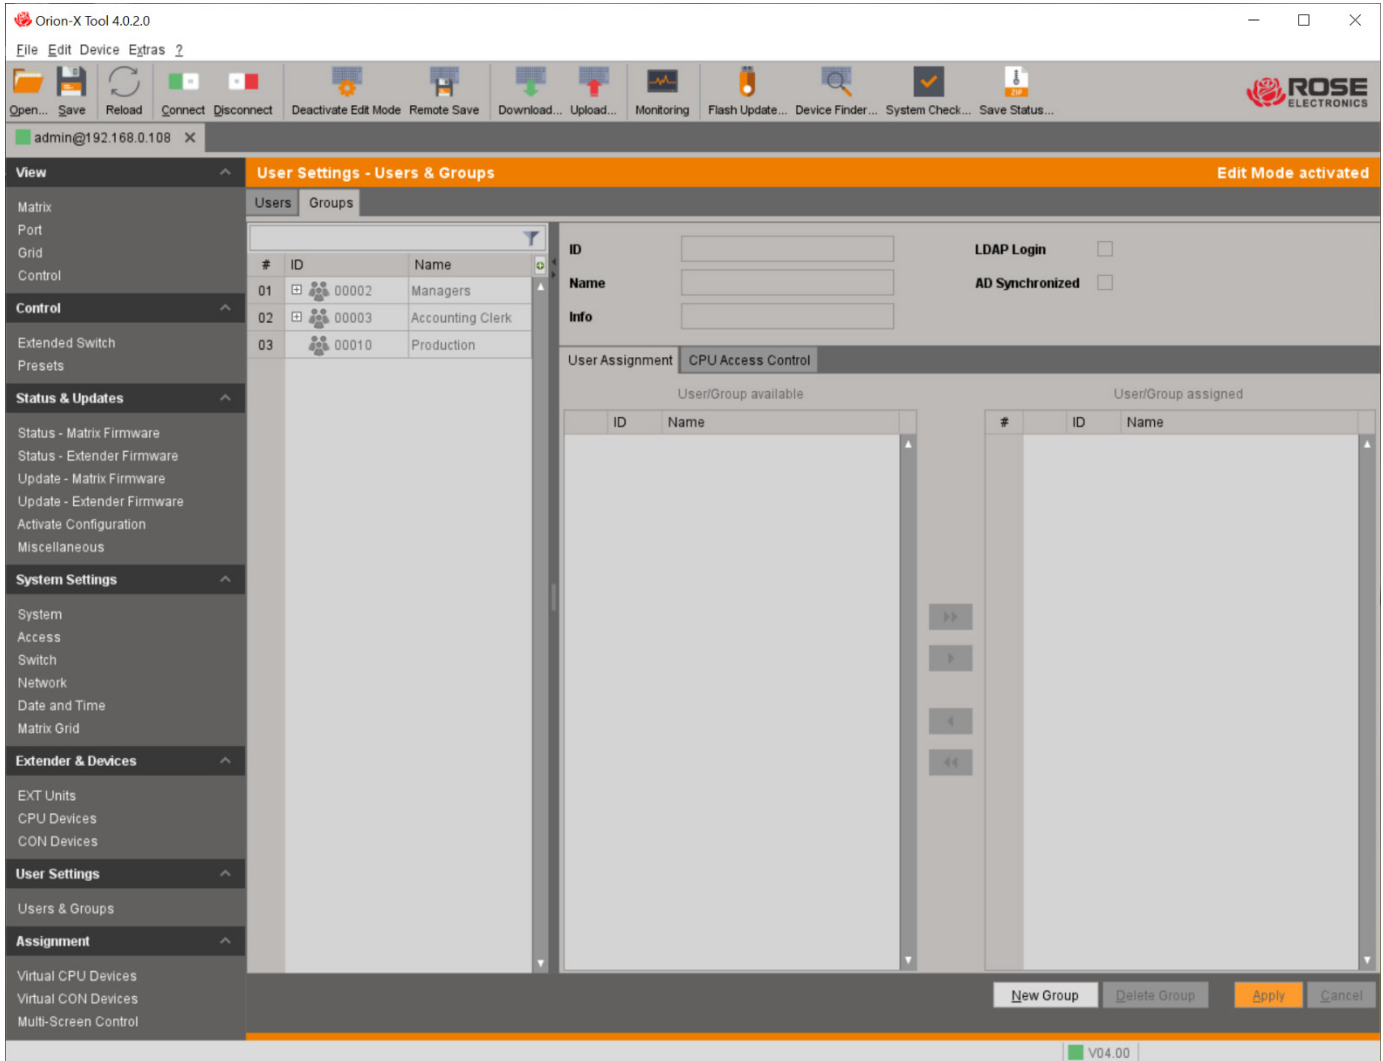 Orion-X Tool 4.0.2.0
File Edit Device Extras ?
Open... Save Reload Connect Disconnect Deactivate Edit Mode Remote Save Download... Upload... Monitoring Flash Update... Device Finder... System Check... Save Status...
ZIP
ROSE
ELECTRONICS
admin@192.168.0.108
View
Matrix
Port
Grid
Control
Control
Extended Switch
Presets
Status & Updates
Status - Matrix Firmware
Status - Extender Firmware
Update - Matrix Firmware
Update - Extender Firmware
Activate Configuration
Miscellaneous
System Settings
System
Access
Switch
Network
Date and Time
Matrix Grid
Extender & Devices
EXT Units
CPU Devices
CON Devices
User Settings
Users & Groups
Assignment
Virtual CPU Devices
Virtual CON Devices
Multi-Screen Control
User Settings - Users & Groups Edit Mode activated
Users Groups
# ID Name
01 00002 Managers
02 00003 Accounting Clerk
03 00010 Production
ID LDAP Login
Name AD Synchronized
Info
User Assignment CPU Access Control
User/Group available User/Group assigned
ID Name # ID Name
New Group Delete Group Apply Cancel
V04.00